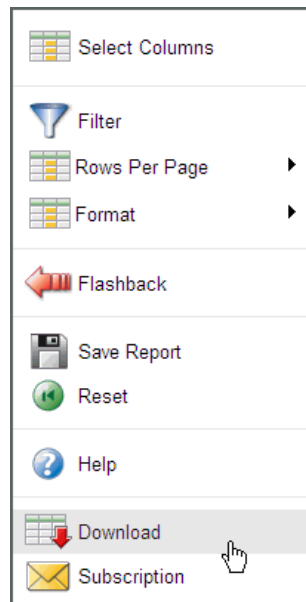 Select Columns
Filter
Rows Per Page
Format
Flashback
Save Report
Reset
Help
Download
Subscription